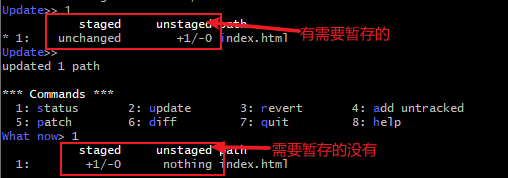 Update>> 1
staged unstaged path
* 1: unchanged +1/-0 index.html
有需要暂存的
Update>>
updated 1 path
*** Commands ***
1: status 2: update 3: revert 4: add untracked
5: patch 6: diff 7: quit 8: help
What now> 1
staged unstaged path
需要暂存的没有
1: +1/-0 nothing index.html